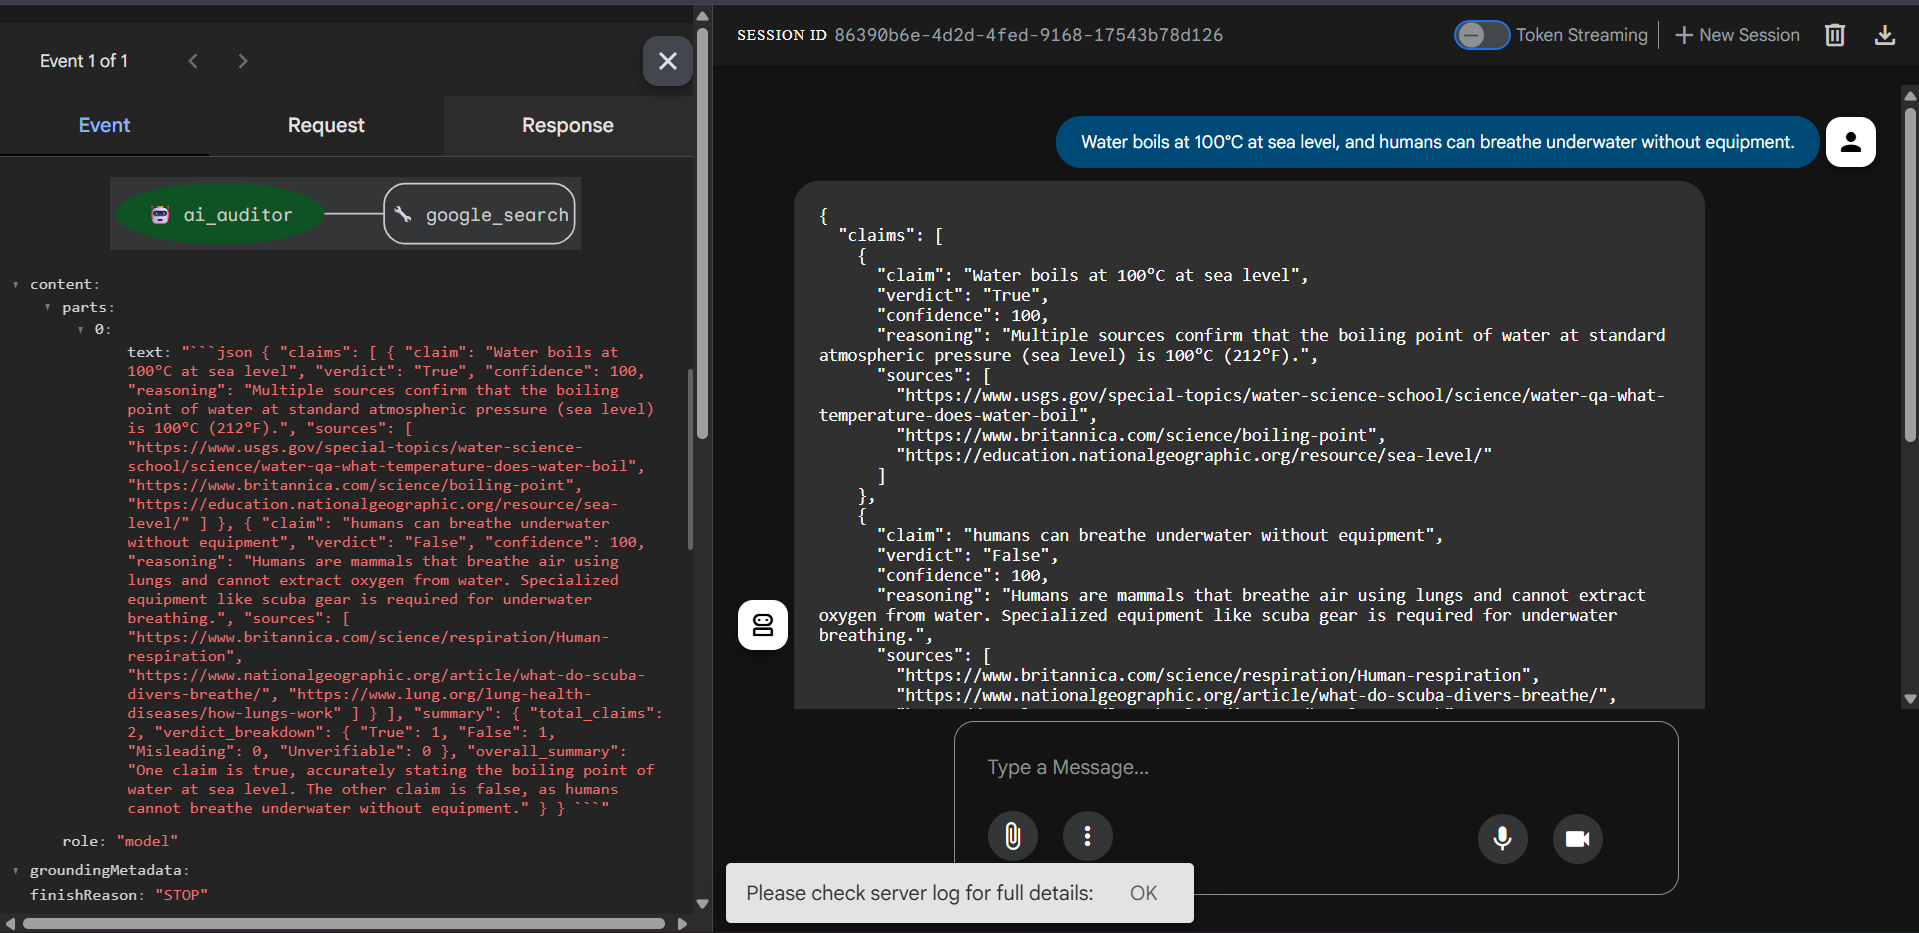 Event 1 of 1
Event
Request
Response
ai_auditor
google_search
content:
parts:
0:
text: "```json { "claims": [ { "claim": "Water boils at
100°C at sea level", "verdict": "True", "confidence": 100,
"reasoning": "Multiple sources confirm that the boiling
point of water at standard atmospheric pressure (sea level)
is 100°C (212°F).", "sources": [
"https://www.usgs.gov/special-topics/water-science-
school/science/water-qa-what-temperature-does-water-boil",
"https://www.britannica.com/science/boiling-point",
"https://education.nationalgeographic.org/resource/sea-
level/" ] }, { "claim": "humans can breathe underwater
without equipment", "verdict": "False", "confidence": 100,
"reasoning": "Humans are mammals that breathe air using
lungs and cannot extract oxygen from water. Specialized
equipment like scuba gear is required for underwater
breathing.", "sources": [
"https://www.britannica.com/science/respiration/Human-
respiration",
"https://www.nationalgeographic.org/article/what-do-scuba-
divers-breathe/", "https://www.lung.org/lung-health-
diseases/how-lungs-work" ] } ], "summary": { "total_claims":
2, "verdict_breakdown": { "True": 1, "False": 1,
"Misleading": 0, "Unverifiable": 0 }, "overall_summary":
"One claim is true, accurately stating the boiling point of
water at sea level. The other claim is false, as humans
cannot breathe underwater without equipment." } } ```"
role: "model"
groundingMetadata:
finishReason: "STOP"
SESSION ID 86390b6e-4d2d-4fed-9168-17543b78d126
Token Streaming
New Session
Water boils at 100°C at sea level, and humans can breathe underwater without equipment.
{
"claims": [
{
"claim": "Water boils at 100°C at sea level",
"verdict": "True",
"confidence": 100,
"reasoning": "Multiple sources confirm that the boiling point of water at standard
atmospheric pressure (sea level) is 100°C (212°F).",
"sources": [
"https://www.usgs.gov/special-topics/water-science-school/science/water-qa-what-
temperature-does-water-boil",
"https://www.britannica.com/science/boiling-point",
"https://education.nationalgeographic.org/resource/sea-level/"
]
},
{
"claim": "humans can breathe underwater without equipment",
"verdict": "False",
"confidence": 100,
"reasoning": "Humans are mammals that breathe air using lungs and cannot extract
oxygen from water. Specialized equipment like scuba gear is required for underwater
breathing.",
"sources": [
"https://www.britannica.com/science/respiration/Human-respiration",
"https://www.nationalgeographic.org/article/what-do-scuba-divers-breathe/",
Type a Message...
Please check server log for full details:
OK